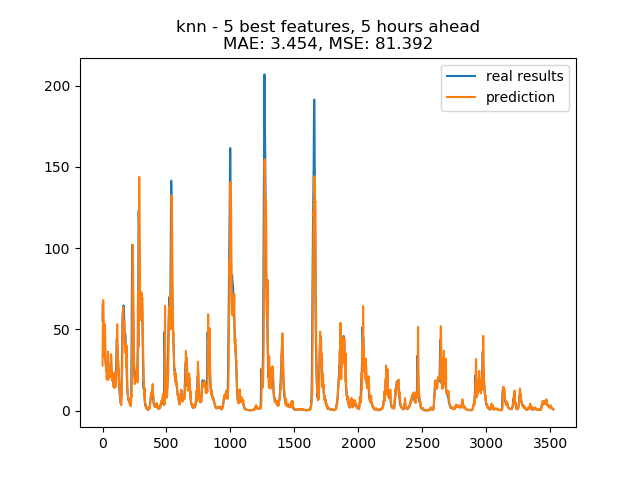 knn - 5 best features, 5 hours ahead
MAE: 3.454, MSE: 81.392
real results
prediction
200
150
100
50
0
0 500 1000 1500 2000 2500 3000 3500